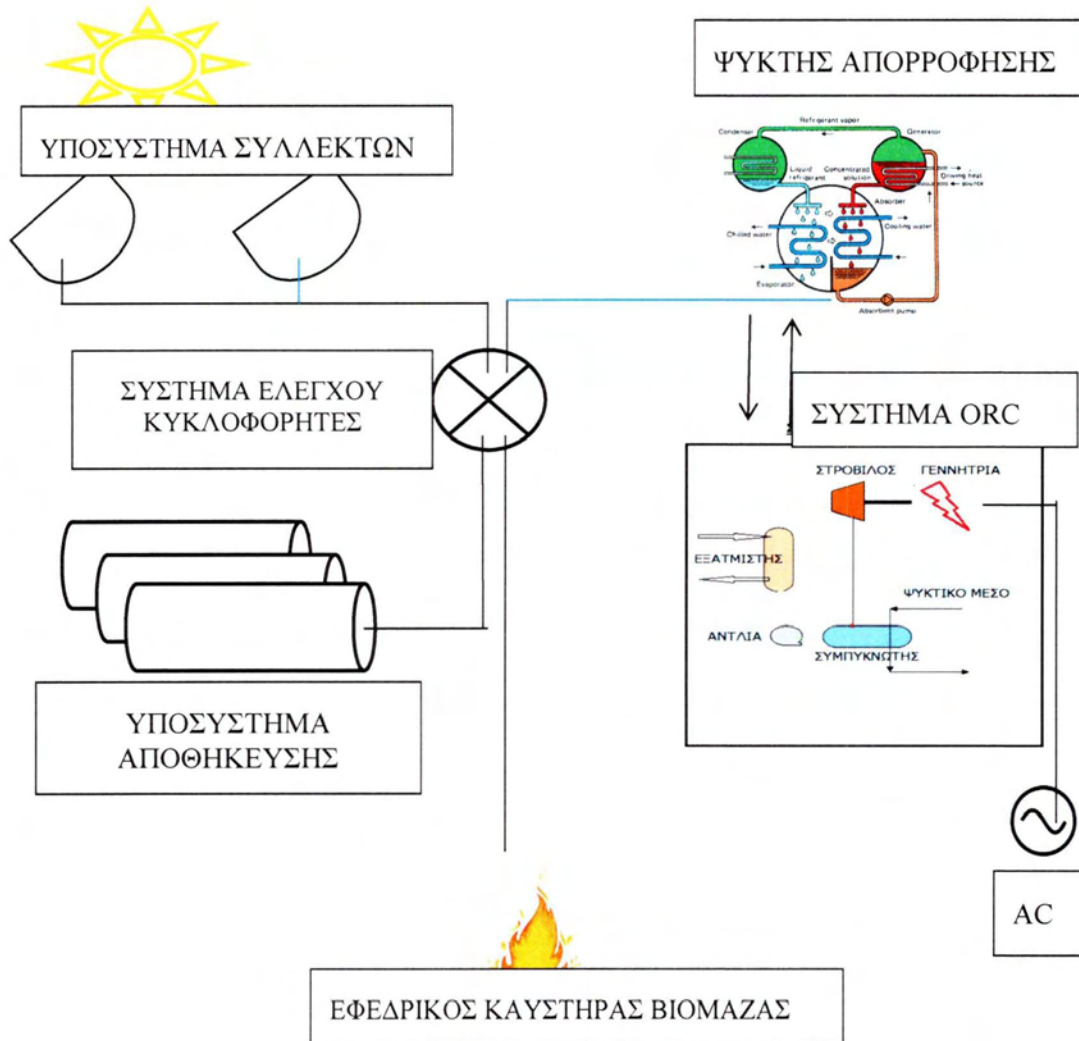 ΨΥΚΤΗΣ ΑΠΟΡΡΟΦΗΣΗΣ
ΥΠΟΣΥΣΤΗΜΑ ΣΥΛΛΕΚΤΩΝ
Refrigerant vapor
Condenser
Generator
Liquid
refrigerant
Concentrated
solution
Driving heat
source
Absorber
Chilled water
Cooling water
Evaporator
Absorbent pump
ΣΥΣΤΗΜΑ ΕΛΕΓΧΟΥ
ΚΥΚΛΟΦΟΡΗΤΕΣ
ΣΥΣΤΗΜΑ ORC
ΣΤΡΟΒΙΛΟΣ
ΓΕΝΝΗΤΡΙΑ
ΕΞΑΤΜΙΣΤΗΣ
ΨΥΚΤΙΚΟ ΜΕΣΟ
ΑΝΤΛΙΑ
ΣΥΜΠΥΚΝΩΤΗΣ
ΥΠΟΣΥΣΤΗΜΑ
ΑΠΟΘΗΚΕΥΣΗΣ
AC
ΕΦΕΔΡΙΚΟΣ ΚΑΥΣΤΗΡΑΣ ΒΙΟΜΑΖΑΣ